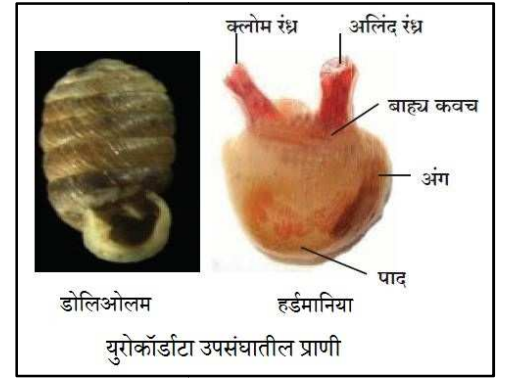 क्लोम रंध्र
अलिंद रंध्र
बाह्य कवच
अंग
पाद
डोलिओलम
हर्डमानिया
युरोकॉर्डाटा उपसंघातील प्राणी